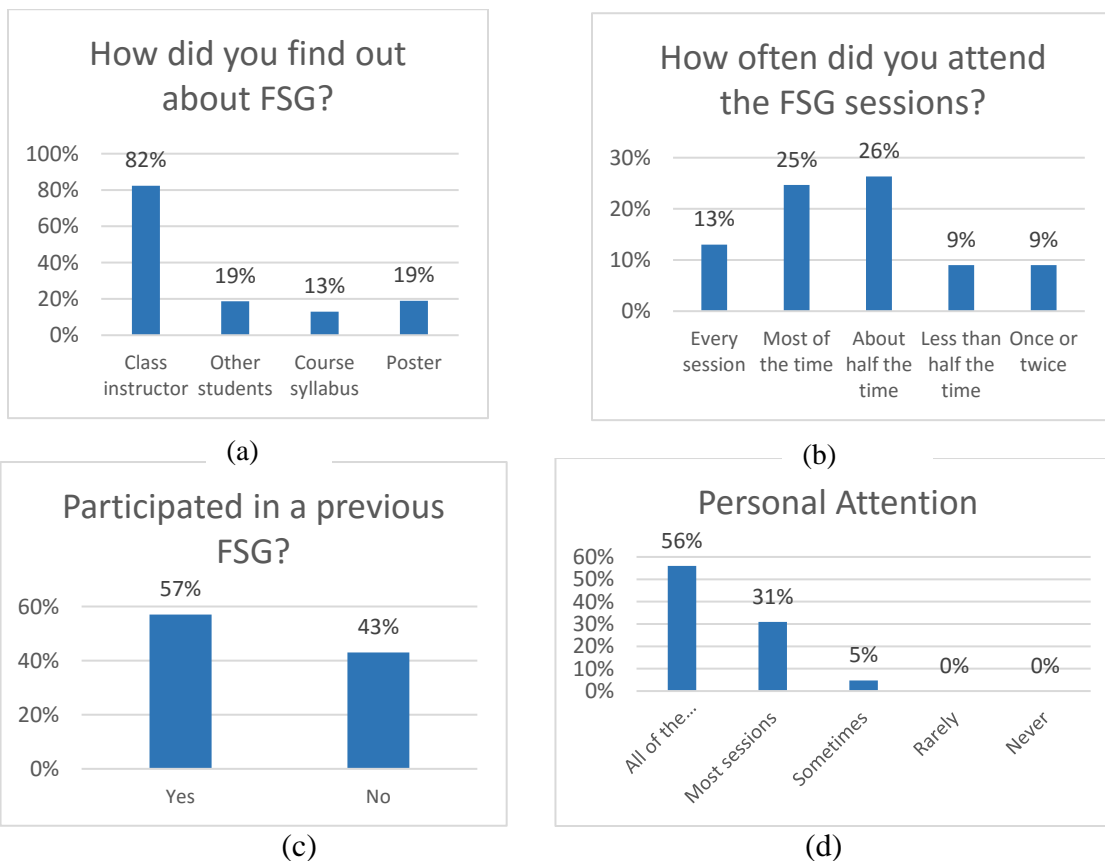 How did you find out
about FSG?
100%
80%
60%
40%
20%
0%
82%
19%
13%
19%
Class
instructor
Other
students
Course
syllabus
Poster
(a)
How often did you attend
the FSG sessions?
30%
20%
10%
0%
13%
25%
26%
9%
9%
Every
session
Most of
the time
About
half the
time
Less than
half the
time
Once or
twice
(b)
Participated in a previous
FSG?
60%
40%
20%
0%
57%
43%
Yes
No
(c)
Personal Attention
60%
50%
40%
30%
20%
10%
0%
56%
31%
5%
0%
0%
All of the...
Most sessions
Sometimes
Rarely
Never
(d)